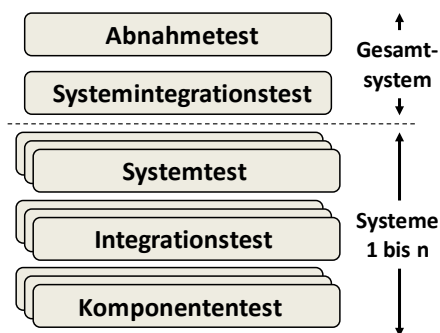 Abnahmetest
Systemintegrationstest
Gesamt-
system
Systemtest
Integrationstest
Komponententest
Systeme
1 bis n